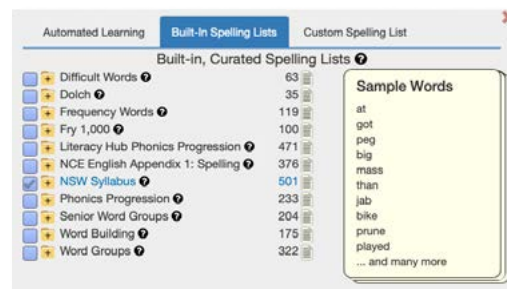 Automated Learning
Built-In Spelling Lists
Custom Spelling List
Built-in, Curated Spelling Lists
Difficult Words 63
Dolch 35
Frequency Words 119
Fry 1,000 100
Literacy Hub Phonics Progression 471
NCE English Appendix 1: Spelling 376
NSW Syllabus 501
Phonics Progression 233
Senior Word Groups 204
Word Building 175
Word Groups 322
Sample Words
at
got
peg
big
mass
than
jab
bike
prune
played
... and many more